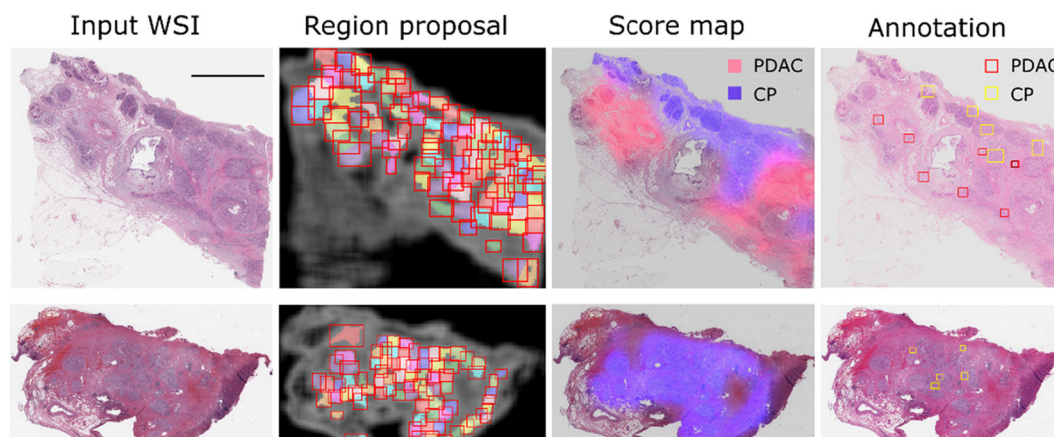 Input WSI
Region proposal
Score map
Annotation
PDAC
CP
PDAC
CP